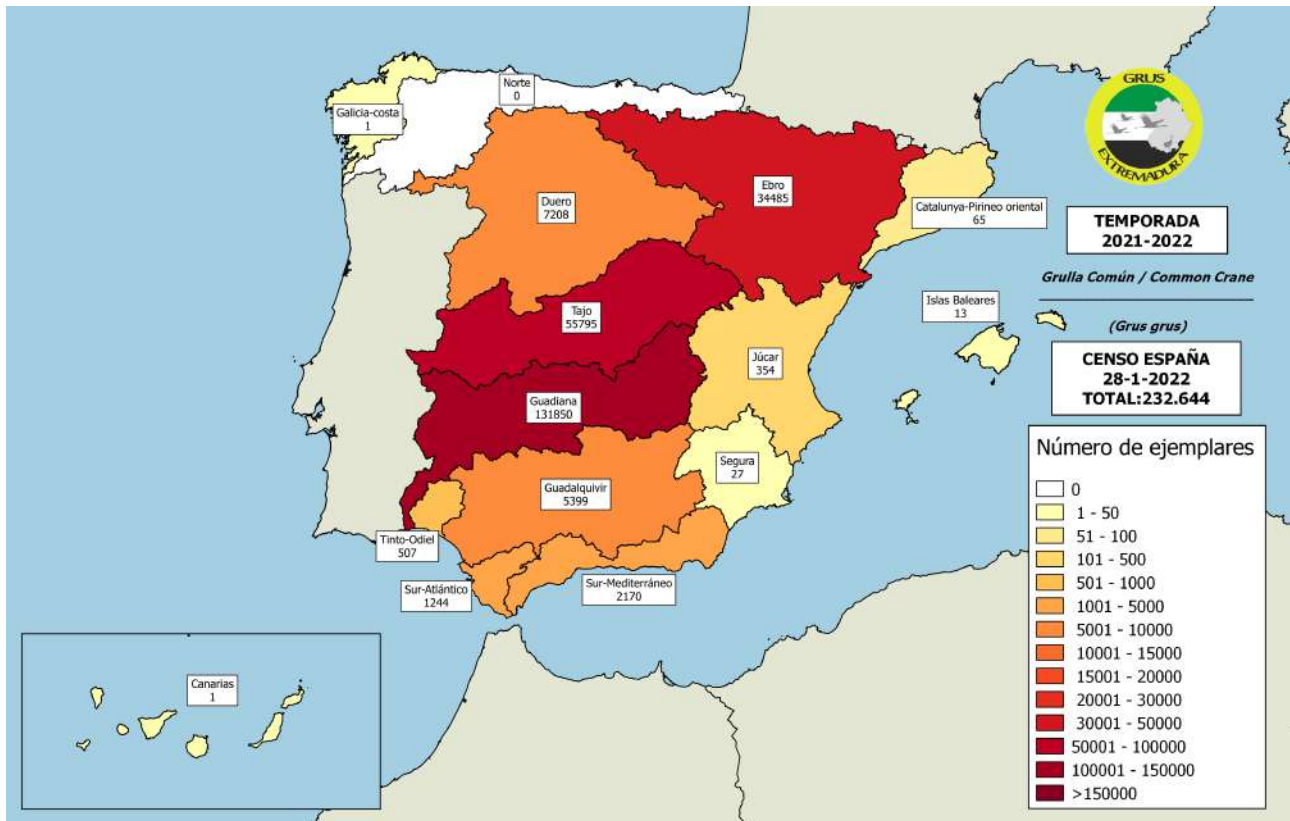 Norte
0
Galicia-costa
1
Duero
7208
Ebro
34485
Catalunya-Pirineo oriental
65
Tajo
55795
Islas Baleares
13
Júcar
354
Guadiana
131850
Segura
27
Guadalquivir
5399
Tinto-Odiel
507
Sur-Atlántico
1244
Sur-Mediterráneo
2170
Canarias
1
GRUS
EXTREMADURA
TEMPORADA
2021-2022
Grulla Común / Common Crane
(Grus grus)
CENSO ESPAÑA
28-1-2022
TOTAL:232.644
Número de ejemplares
0
1 - 50
51 - 100
101 - 500
501 - 1000
1001 - 5000
5001 - 10000
10001 - 15000
15001 - 20000
20001 - 30000
30001 - 50000
50001 - 100000
100001 - 150000
>150000